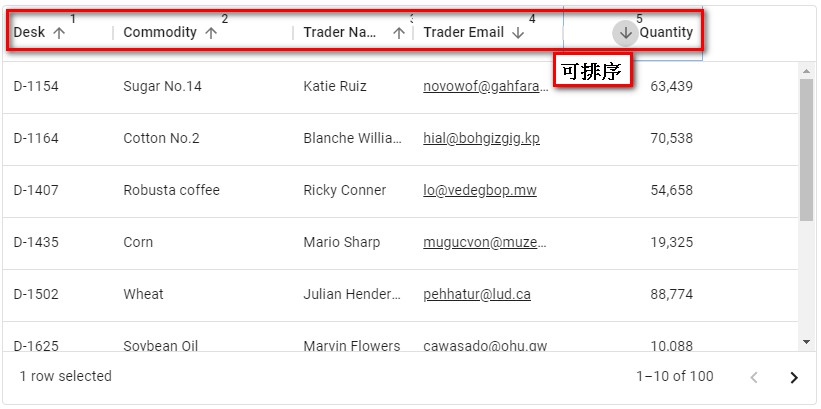 Desk 1 Commodity 2 Trader Na... Trader Email 4 5 Quantity
可排序
D-1154 Sugar No.14 Katie Ruiz novowof@gahfara... 63,439
D-1164 Cotton No.2 Blanche Willia... hial@bohgizgig.kp 70,538
D-1407 Robusta coffee Ricky Conner lo@vedegbop.mw 54,658
D-1435 Corn Mario Sharp mugucvon@muze... 19,325
D-1502 Wheat Julian Hender... pehhatur@lud.ca 88,774
D-1625 Soybean Oil Marvin Flowers cawasado@ohu.gw 10,088
1 row selected 1–10 of 100